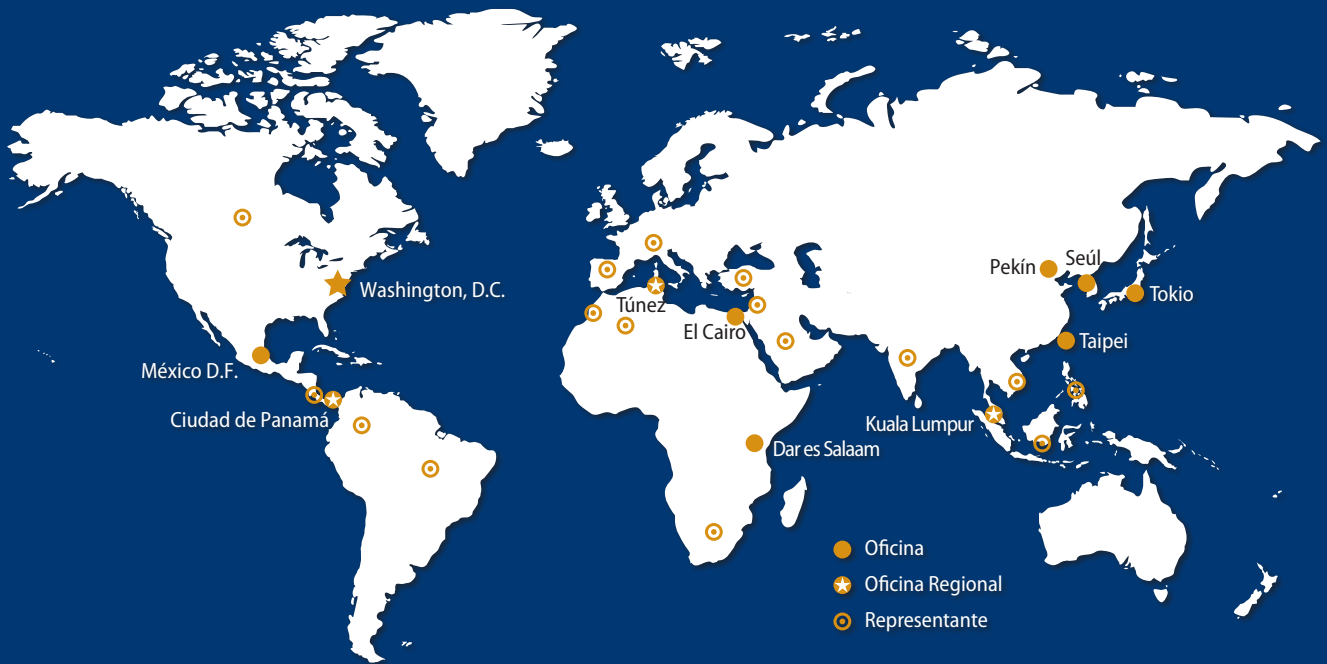 Washington, D.C.
México D.F.
Ciudad de Panamá
Túnez
El Cairo
Dar es Salaam
Pekín
Seúl
Tokio
Taipei
Kuala Lumpur
Oficina
Oficina Regional
Representante